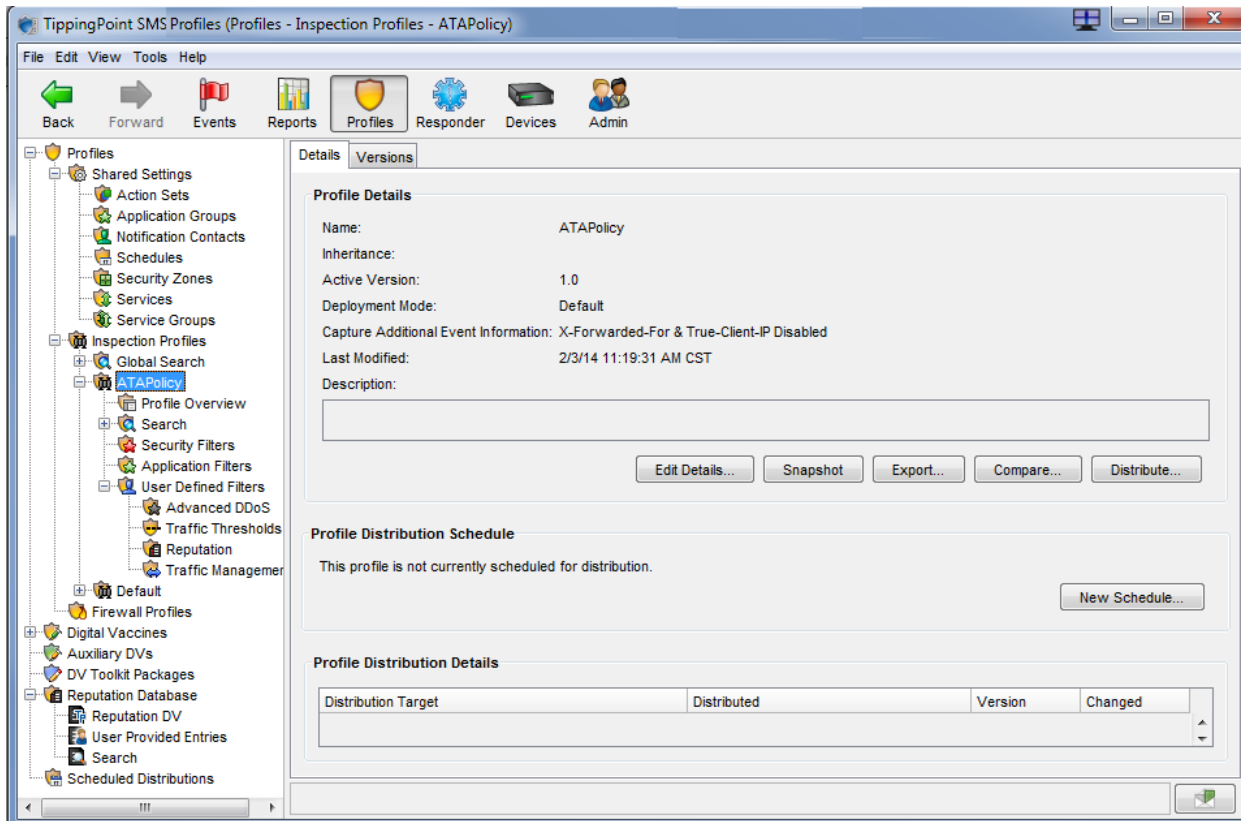 TippingPoint SMS Profiles (Profiles - Inspection Profiles - ATAPolicy)
File Edit View Tools Help
Back Forward Events Reports Profiles Responder Devices Admin
Profiles
Shared Settings
Action Sets
Application Groups
Notification Contacts
Schedules
Security Zones
Services
Service Groups
Inspection Profiles
Global Search
ATAPolicy
Profile Overview
Search
Security Filters
Application Filters
User Defined Filters
Advanced DDoS
Traffic Thresholds
Reputation
Traffic Managemer
Default
Firewall Profiles
Digital Vaccines
Auxiliary DVs
DV Toolkit Packages
Reputation Database
Reputation DV
User Provided Entries
Search
Scheduled Distributions
Details Versions
Profile Details
Name: ATAPolicy
Inheritance:
Active Version: 1.0
Deployment Mode: Default
Capture Additional Event Information: X-Forwarded-For & True-Client-IP Disabled
Last Modified: 2/3/14 11:19:31 AM CST
Description:
Edit Details... Snapshot Export... Compare... Distribute...
Profile Distribution Schedule
This profile is not currently scheduled for distribution.
New Schedule...
Profile Distribution Details
Distribution Target Distributed Version Changed